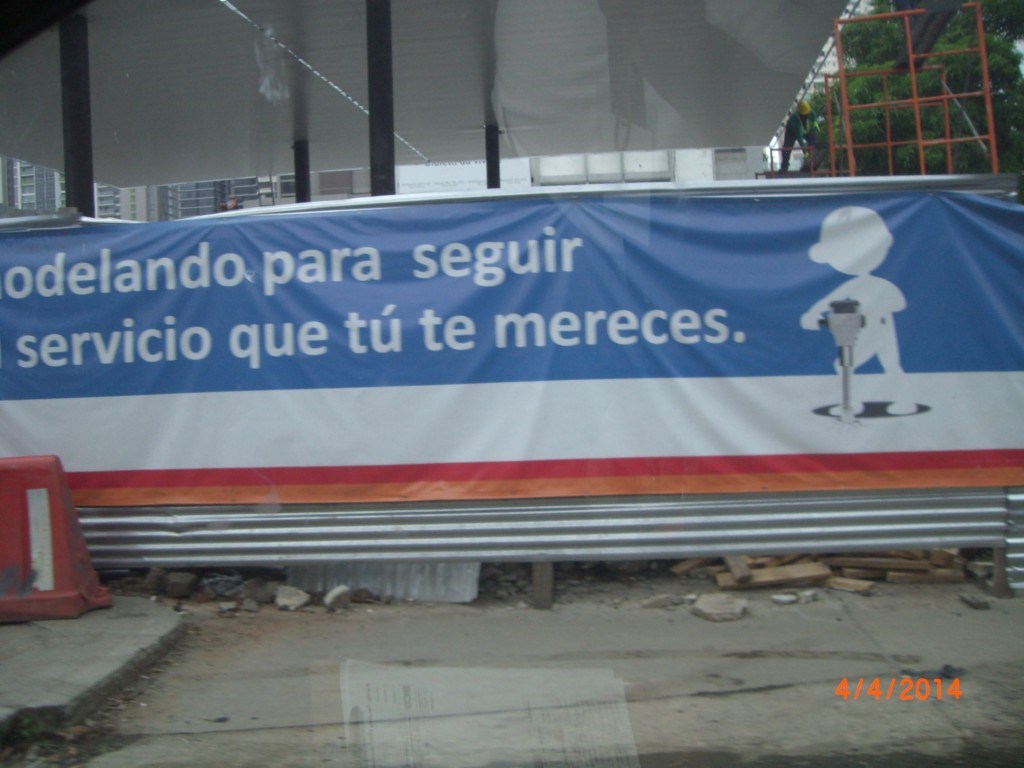 odelando para seguir
servicio que tú te mereces.
4/4/2014